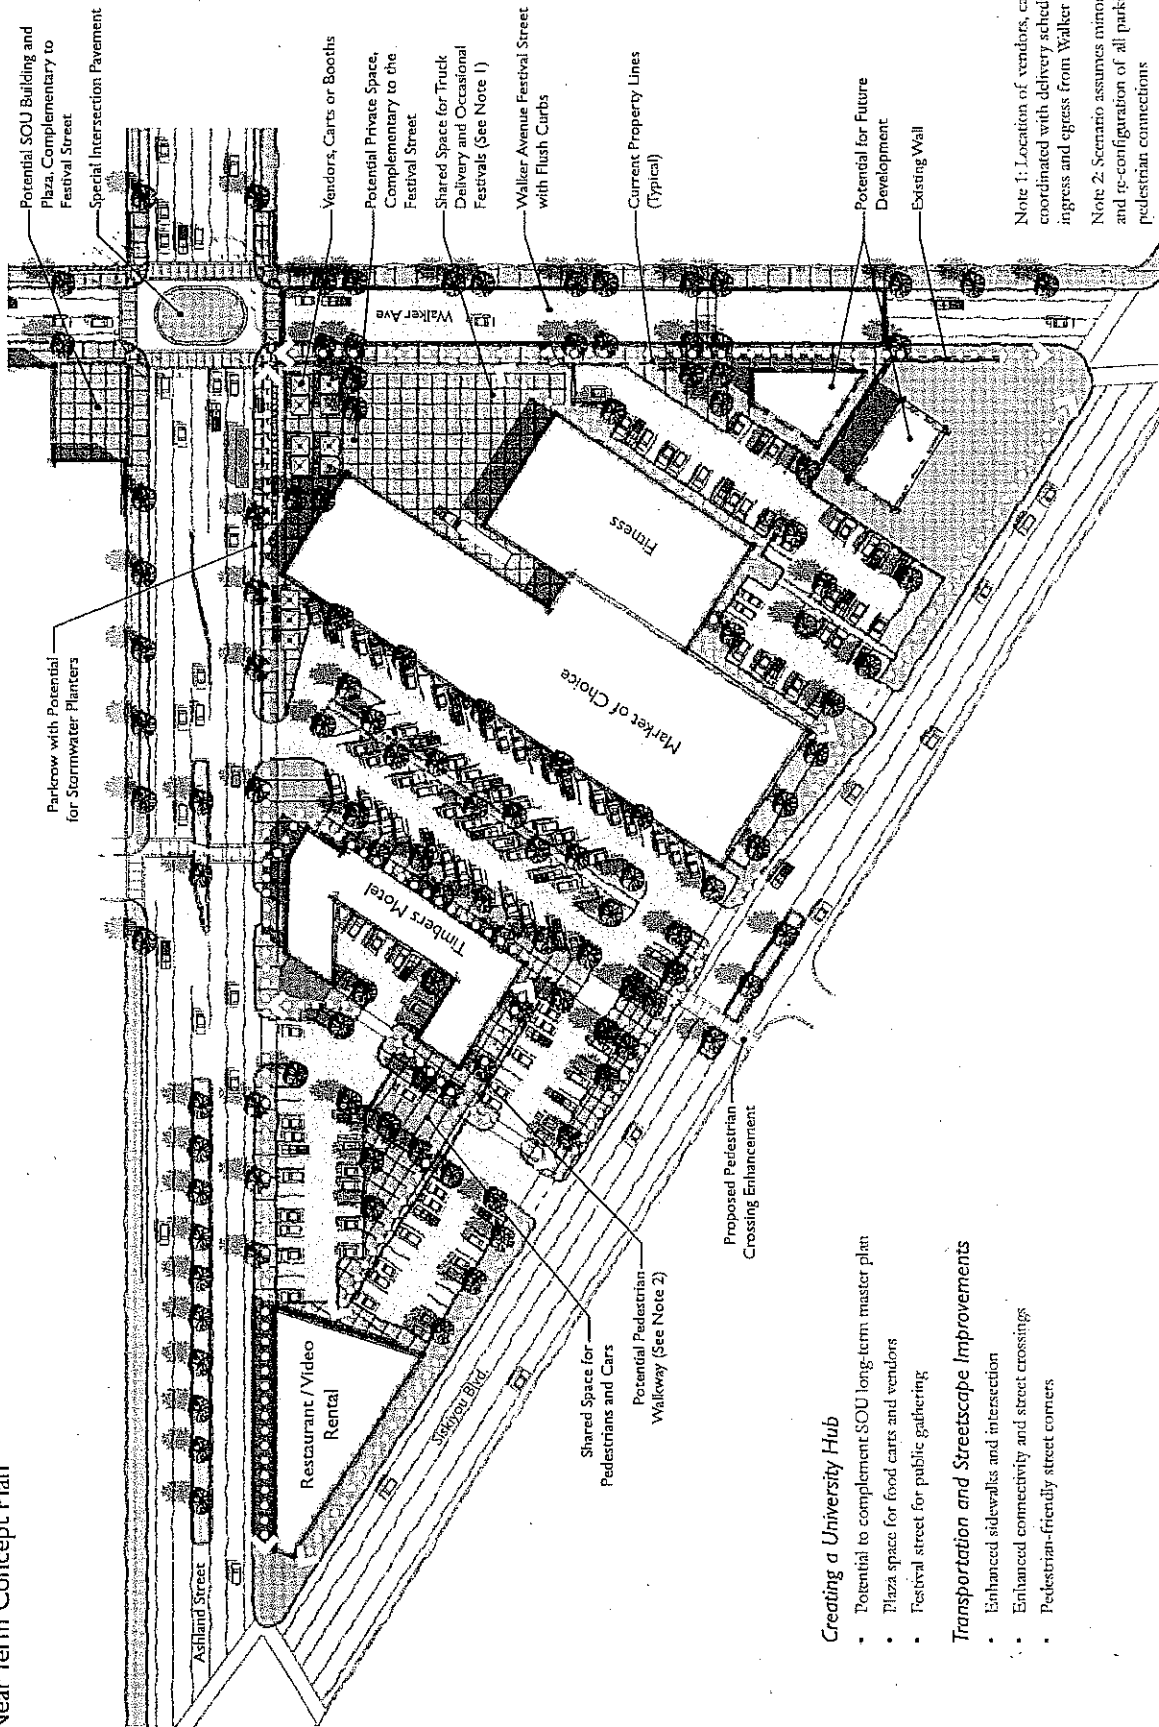 Near Term Concept Plan
Potential SOU Building and
Plaza, Complementary to
Festival Street
Special Intersection Pavement
Parkrow with Potential
for Stormwater Planters
Vendors, Carts or Booths
Potential Private Space,
Complementary to the
Festival Street
Shared Space for Truck
Delivery and Occasional
Festivals (See Note 1)
Walker Avenue Festival Street
with Flush Curbs
Current Property Lines
(Typical)
Potential for Future
Development
Existing Wall
Walker Ave
Ashland Street
Timbers Motel
Market of Choice
Fitness
Restaurant / Video
Rental
Siskiyou Blvd.
Shared Space for
Pedestrians and Cars
Potential Pedestrian
Walkway (See Note 2)
Proposed Pedestrian
Crossing Enhancement
Creating a University Hub
• Potential to complement SOU long-term master plan
• Plaza space for food carts and vendors
• Festival street for public gathering
Transportation and Streetscape Improvements
• Enhanced sidewalks and intersection
• Enhanced connectivity and street crossings
• Pedestrian-friendly street corners
Note 1: Location of vendors, ca
coordinated with delivery sched
ingress and egress from Walker
Note 2: Scenario assumes minor
and re-configuration of all park
pedestrian connections